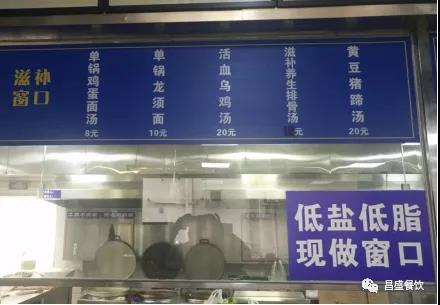 滋补
窗口
单锅鸡蛋面汤
8元
单锅龙须面
10元
活血乌鸡汤
20元
滋补养生排骨汤
元
黄豆猪蹄汤
20元
低盐低脂
现做窗口
昌盛餐饮